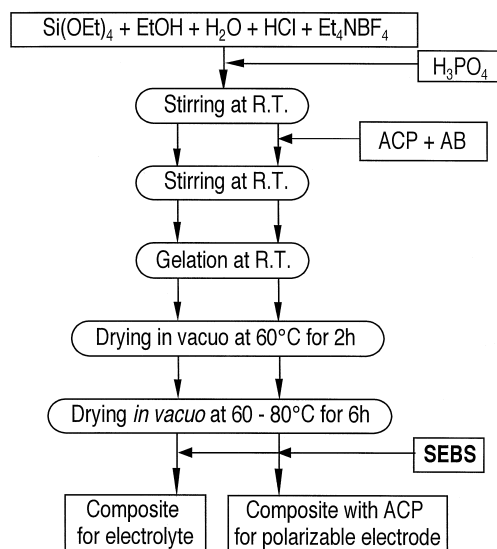 Si(OEt)₄ + EtOH + H₂O + HCl + Et₄NBF₄
H₃PO₄
Stirring at R.T.
ACP + AB
Stirring at R.T.
Gelation at R.T.
Drying in vacuo at 60°C for 2h
Drying in vacuo at 60 - 80°C for 6h
SEBS
Composite
for electrolyte
Composite with ACP
for polarizable electrode